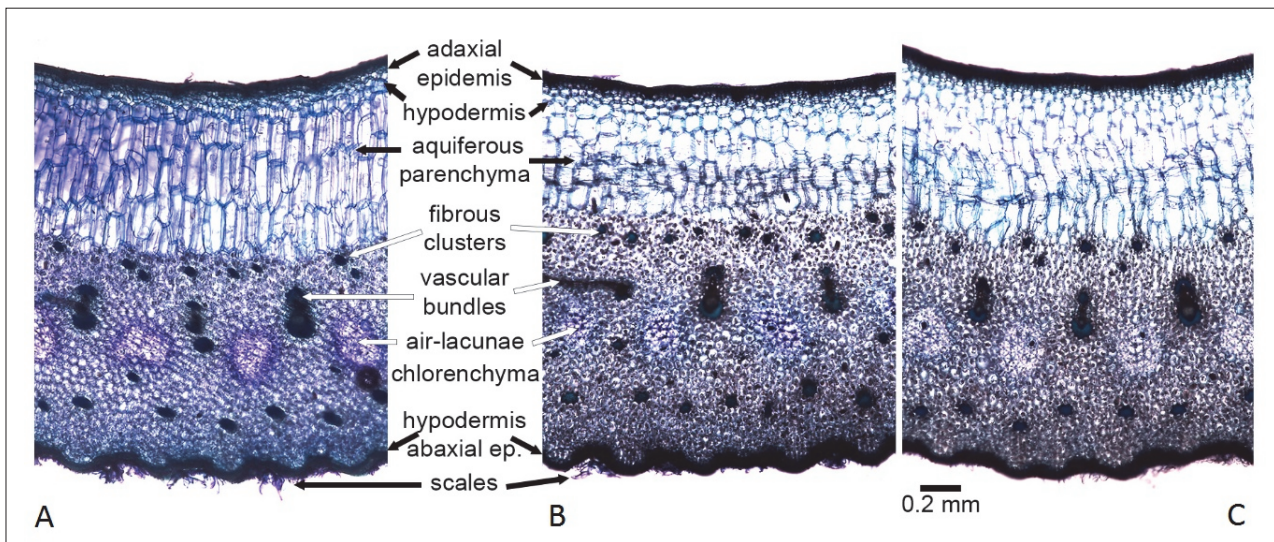 adaxial
epidemis
hypodermis
aquiferous
parenchyma
fibrous
clusters
vascular
bundles
air-lacunae
chlorenchyma
hypodermis
abaxial ep.
scales
0.2 mm
A
B
C